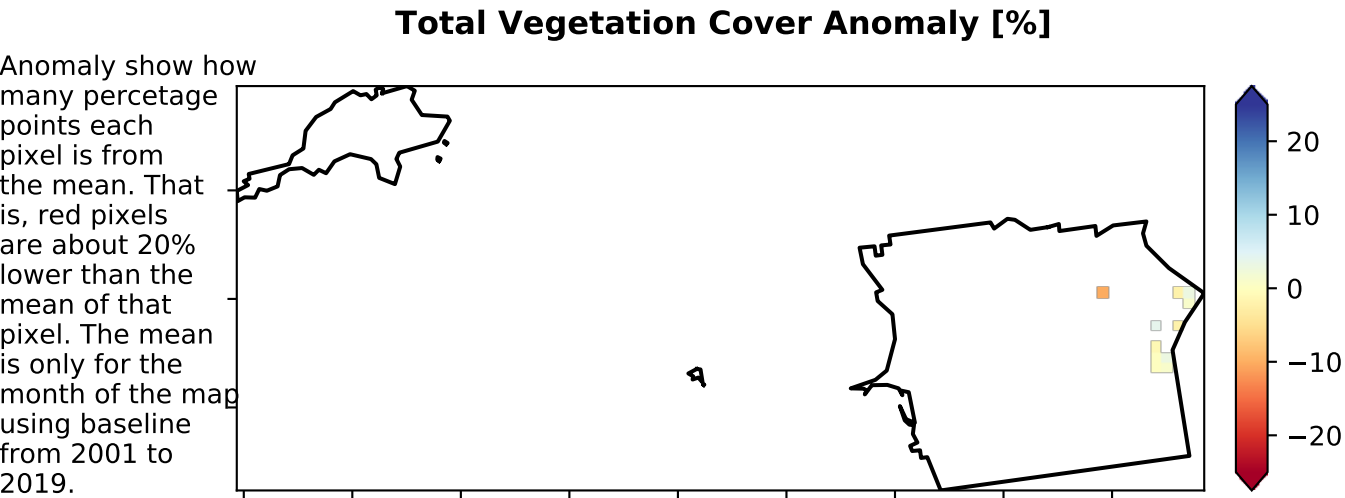 Total Vegetation Cover Anomaly [%]
Anomaly show how
many percetage
points each
pixel is from
the mean. That
is, red pixels
are about 20%
lower than the
mean of that
pixel. The mean
is only for the
month of the map
using baseline
from 2001 to
2019.
20
10
0
−10
−20